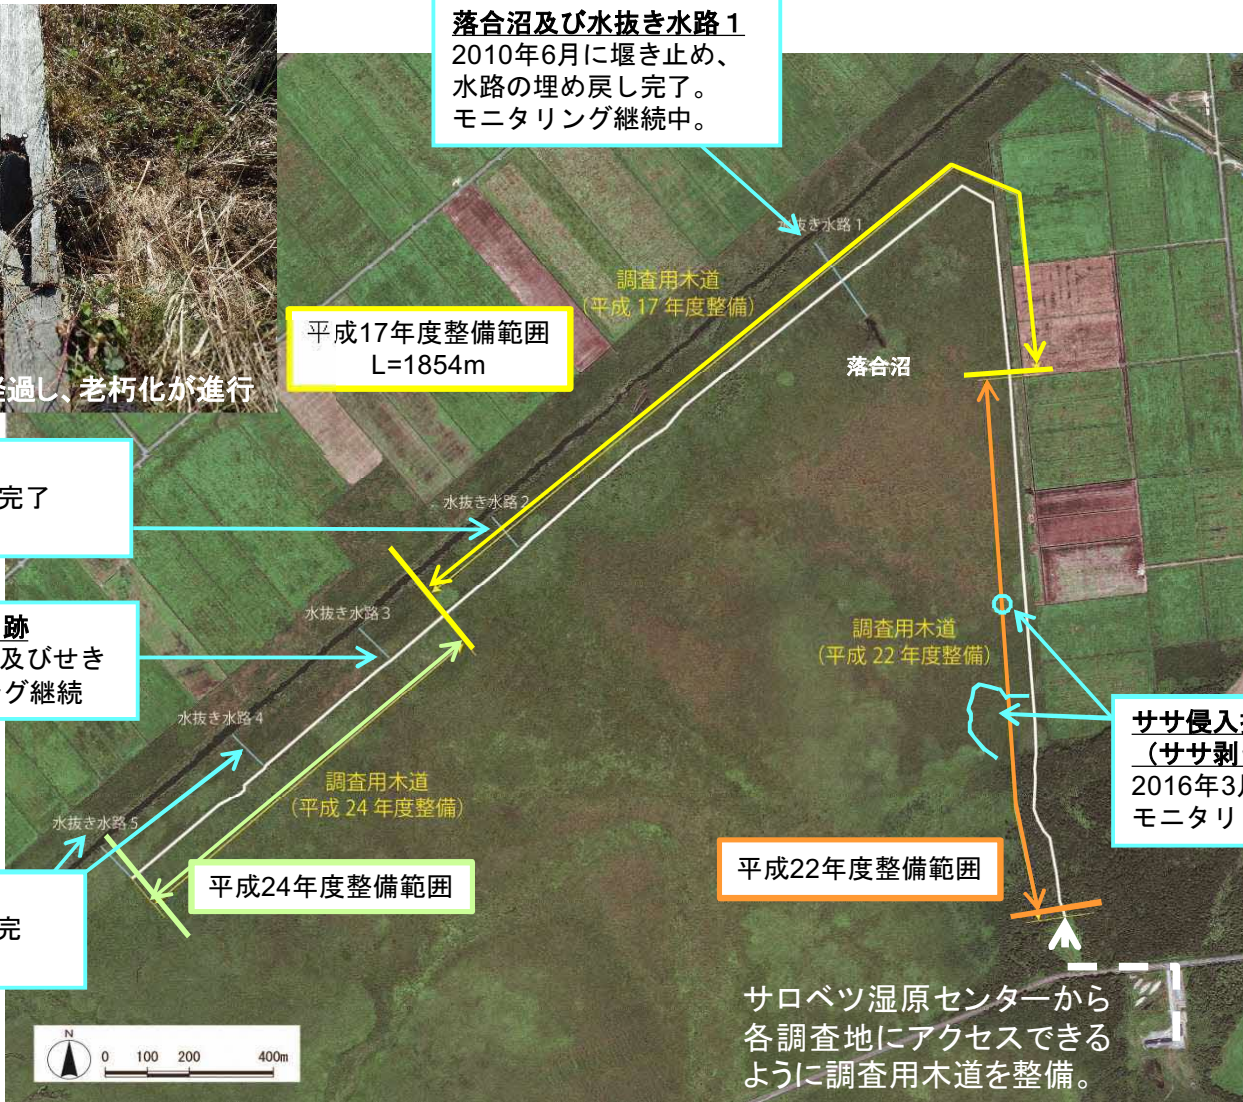 落合沼及び水抜き水路1
2010年6月に堰き止め、
水路の埋め戻し完了。
モニタリング継続中。
過し、老朽化が進行
水抜き水路1
調査用木道
(平成 17 年度整備)
平成17年度整備範囲
L=1854m
落合沼
完了
水抜き水路2
跡
及びせき
グ継続
水抜き水路3
調査用木道
(平成 22 年度整備)
水抜き水路4
ササ侵入
(ササ剥
2016年3
モニタリ
調査用木道
(平成 24 年度整備)
水抜き水路5
平成24年度整備範囲
平成22年度整備範囲
完
サロベツ湿原センターから
各調査地にアクセスできる
ように調査用木道を整備。
N
0 100 200 400m